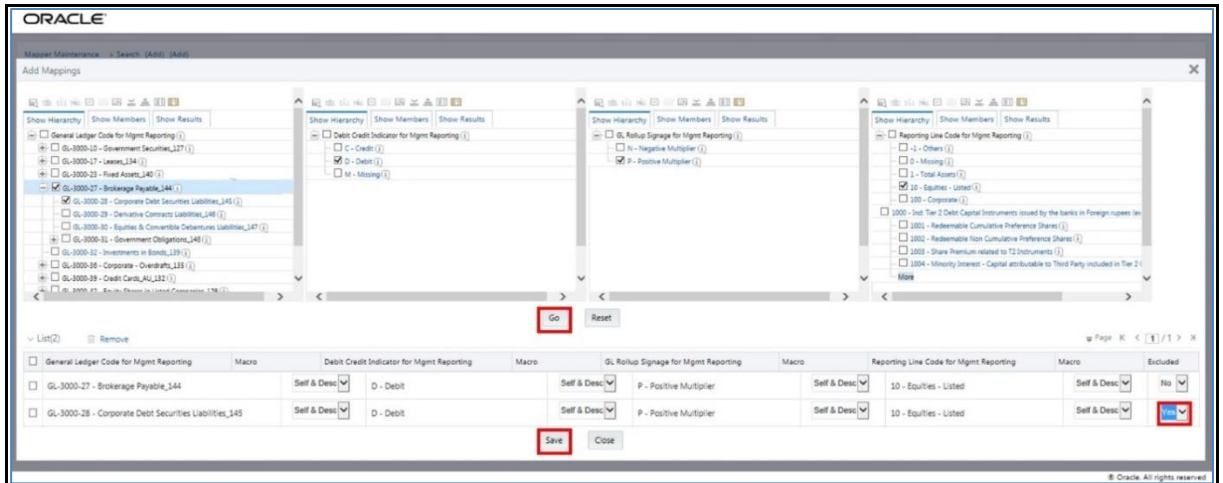 ORACLE
Mapper Maintenance > Search (Add) (Add)
Add Mappings
Show Hierarchy Show Members Show Results
General Ledger Code for Mgmt Reporting
GL-3000-10 - Government Securities_127
GL-3000-17 - Leases_134
GL-3000-23 - Fixed Assets_140
GL-3000-27 - Brokerage Payable_144
GL-3000-28 - Corporate Debt Securities Liabilities_145
GL-3000-29 - Derivative Contracts Liabilities_146
GL-3000-30 - Equities & Convertible Debentures Liabilities_147
GL-3000-31 - Government Obligations_148
GL-3000-32 - Investments in Bonds_139
GL-3000-36 - Corporate - Overdrafts_135
GL-3000-39 - Credit Cards_AU_132
GL-3000-42 - Equity Shares in Listed Companies_128
Show Hierarchy Show Members Show Results
Debit Credit Indicator for Mgmt Reporting
C - Credit
D - Debit
M - Missing
Show Hierarchy Show Members Show Results
GL Rollup Signage for Mgmt Reporting
N - Negative Multiplier
P - Positive Multiplier
Show Hierarchy Show Members Show Results
Reporting Line Code for Mgmt Reporting
-1 - Others
0 - Missing
1 - Total Assets
10 - Equities - Listed
100 - Corporate
1000 - Ind: Tier 2 Debt Capital Instruments issued by the banks in Foreign rupees
1001 - Redeemable Cumulative Preference Shares
1002 - Redeemable Non Cumulative Preference Shares
1003 - Share Premium related to T2 Instruments
1004 - Minority Interest - Capital attributable to Third Party included in Tier 2
More
Go Reset
List(2) Remove Page 1 / 1
General Ledger Code for Mgmt Reporting Macro Debit Credit Indicator for Mgmt Reporting Macro GL Rollup Signage for Mgmt Reporting Macro Reporting Line Code for Mgmt Reporting Macro Excluded
GL-3000-27 - Brokerage Payable_144 Self & Desc D - Debit Self & Desc P - Positive Multiplier Self & Desc 10 - Equities - Listed Self & Desc No
GL-3000-28 - Corporate Debt Securities Liabilities_145 Self & Desc D - Debit Self & Desc P - Positive Multiplier Self & Desc 10 - Equities - Listed Self & Desc Yes
Save Close
® Oracle. All rights reserved